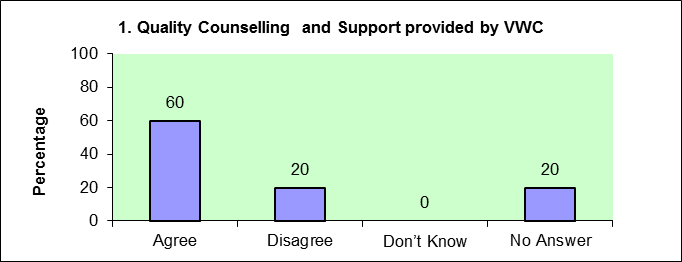 1. Quality Counselling and Support provided by VWC
Percentage
100
80
60
40
20
0
60
20
0
20
Agree
Disagree
Don't Know
No Answer